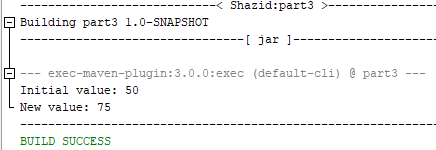 ------------------------------< Shazid:part3 >------------------------------
Building part3 1.0-SNAPSHOT
--------------------------------[ jar ]---------------------------------
--- exec-maven-plugin:3.0.0:exec (default-cli) @ part3 ---
Initial value: 50
New value: 75
------------------------------------------------------------------------
BUILD SUCCESS